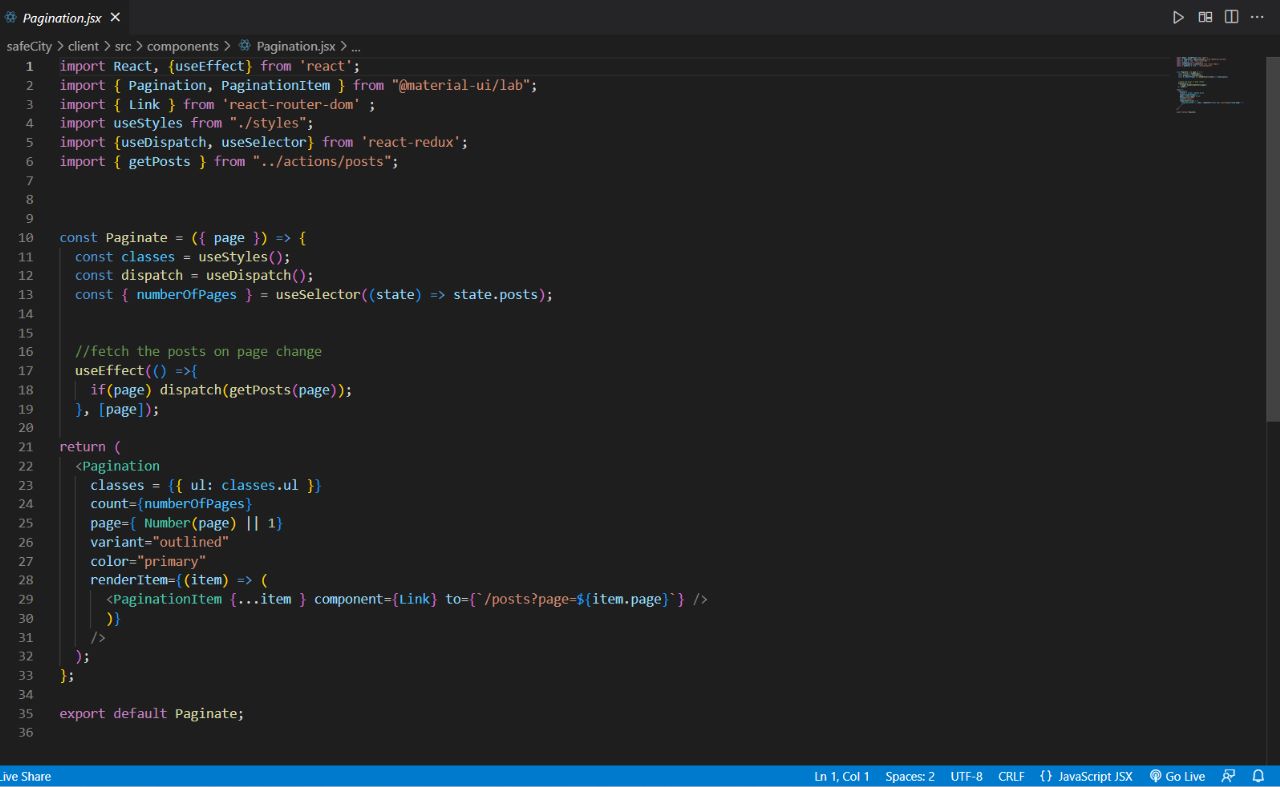 Pagination.jsx
safeCity > client > src > components > Pagination.jsx > ...
1 import React, {useEffect} from 'react';
2 import { Pagination, PaginationItem } from "@material-ui/lab";
3 import { Link } from 'react-router-dom' ;
4 import useStyles from "./styles";
5 import {useDispatch, useSelector} from 'react-redux';
6 import { getPosts } from "../actions/posts";
7
8
9
10 const Paginate = ({ page }) => {
11   const classes = useStyles();
12   const dispatch = useDispatch();
13   const { numberOfPages } = useSelector((state) => state.posts);
14
15
16   //fetch the posts on page change
17   useEffect(() =>{
18     if(page) dispatch(getPosts(page));
19   }, [page]);
20
21 return (
22   <Pagination
23     classes = {{ ul: classes.ul }}
24     count={numberOfPages}
25     page={ Number(page) || 1}
26     variant="outlined"
27     color="primary"
28     renderItem={(item) => (
29       <PaginationItem {...item } component={Link} to={`/posts?page=${item.page}`} />
30       )}
31     />
32   );
33 };
34
35 export default Paginate;
36
Live Share Ln 1, Col 1 Spaces: 2 UTF-8 CRLF {} JavaScript JSX Go Live